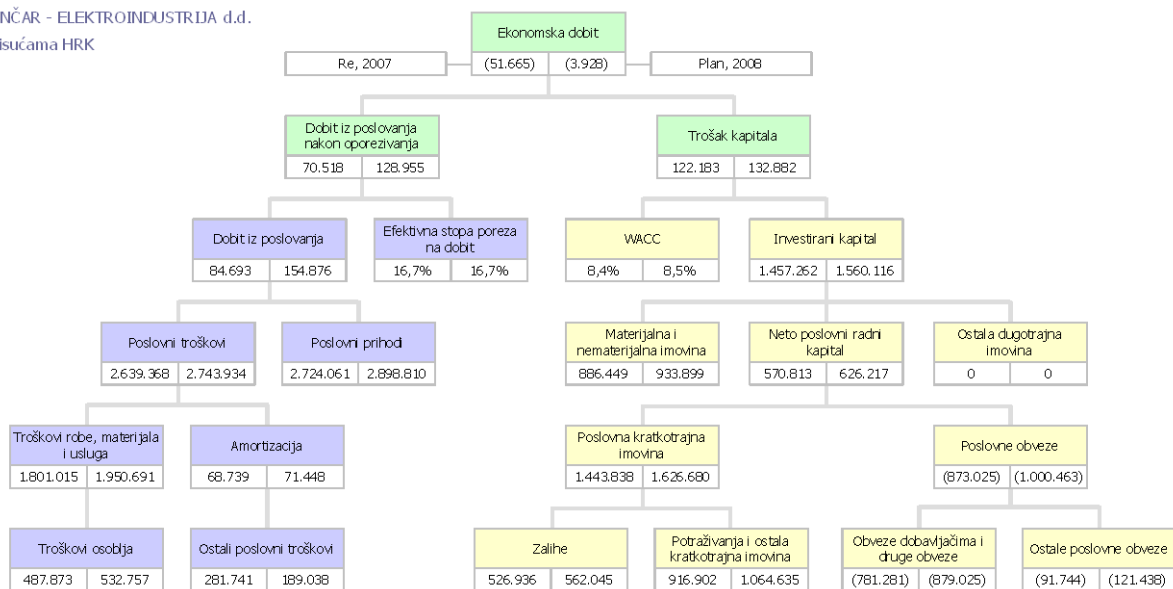 NČAR - ELEKTROINDUSTRIJA d.d.
isućama HRK
Ekonomska dobit
Re, 2007 (51.665) (3.928) Plan, 2008
Dobit iz poslovanja
nakon oporezivanja
Trošak kapitala
70.518 128.955 122.183 132.882
Dobit iz poslovanja
Efektivna stopa poreza
na dobit
WACC
Investirani kapital
84.693 154.876 16,7% 16,7% 8,4% 8,5% 1.457.262 1.560.116
Poslovni troškovi
Poslovni prihodi
Materijalna i
nematerijalna imovina
Neto poslovni radni
kapital
Ostala dugotrajna
imovina
2.639.368 2.743.934 2.724.061 2.898.810 886.449 933.899 570.813 626.217 0 0
Troškovi robe, materijala
i usluga
Amortizacija
Poslovna kratkotrajna
imovina
Poslovne obveze
1.801.015 1.950.691 68.739 71.448 1.443.838 1.626.680 (873.025) (1.000.463)
Troškovi osoblja
Ostali poslovni troškovi
Zalihe
Potraživanja i ostala
kratkotrajna imovina
Obveze dobavljačima i
druge obveze
Ostale poslovne obveze
487.873 532.757 281.741 189.038 526.936 562.045 916.902 1.064.635 (781.281) (879.025) (91.744) (121.438)